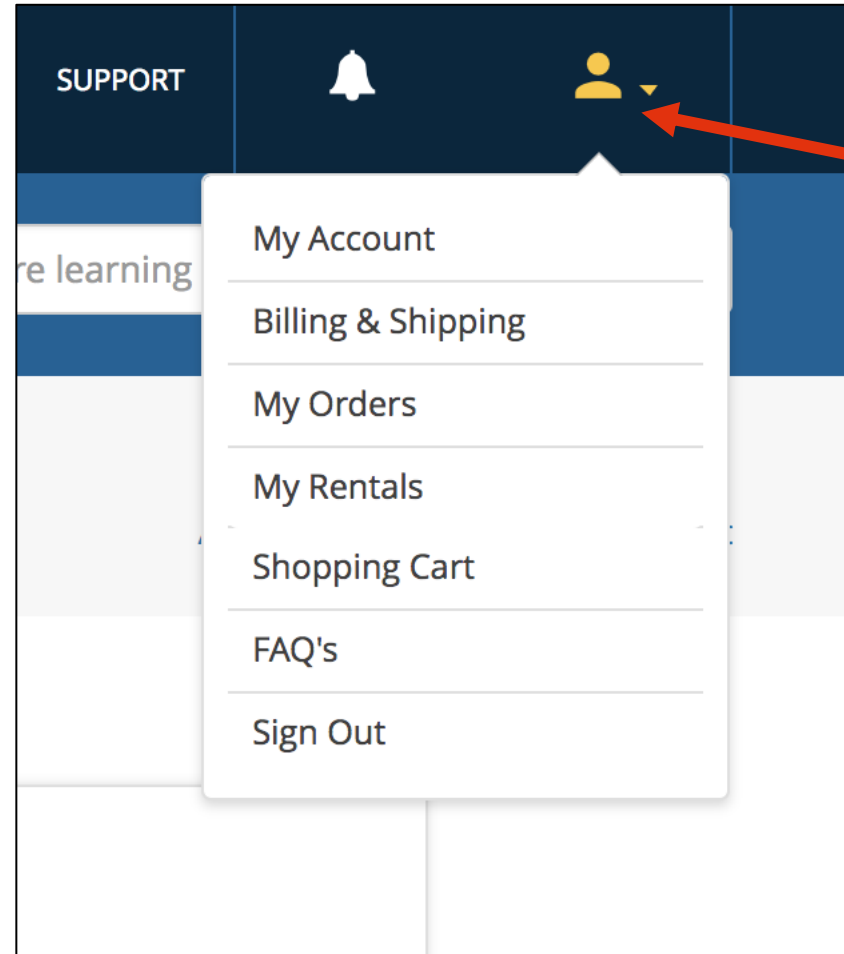 SUPPORT
My Account
re learning
Billing & Shipping
My Orders
My Rentals
Shopping Cart
FAQ's
Sign Out